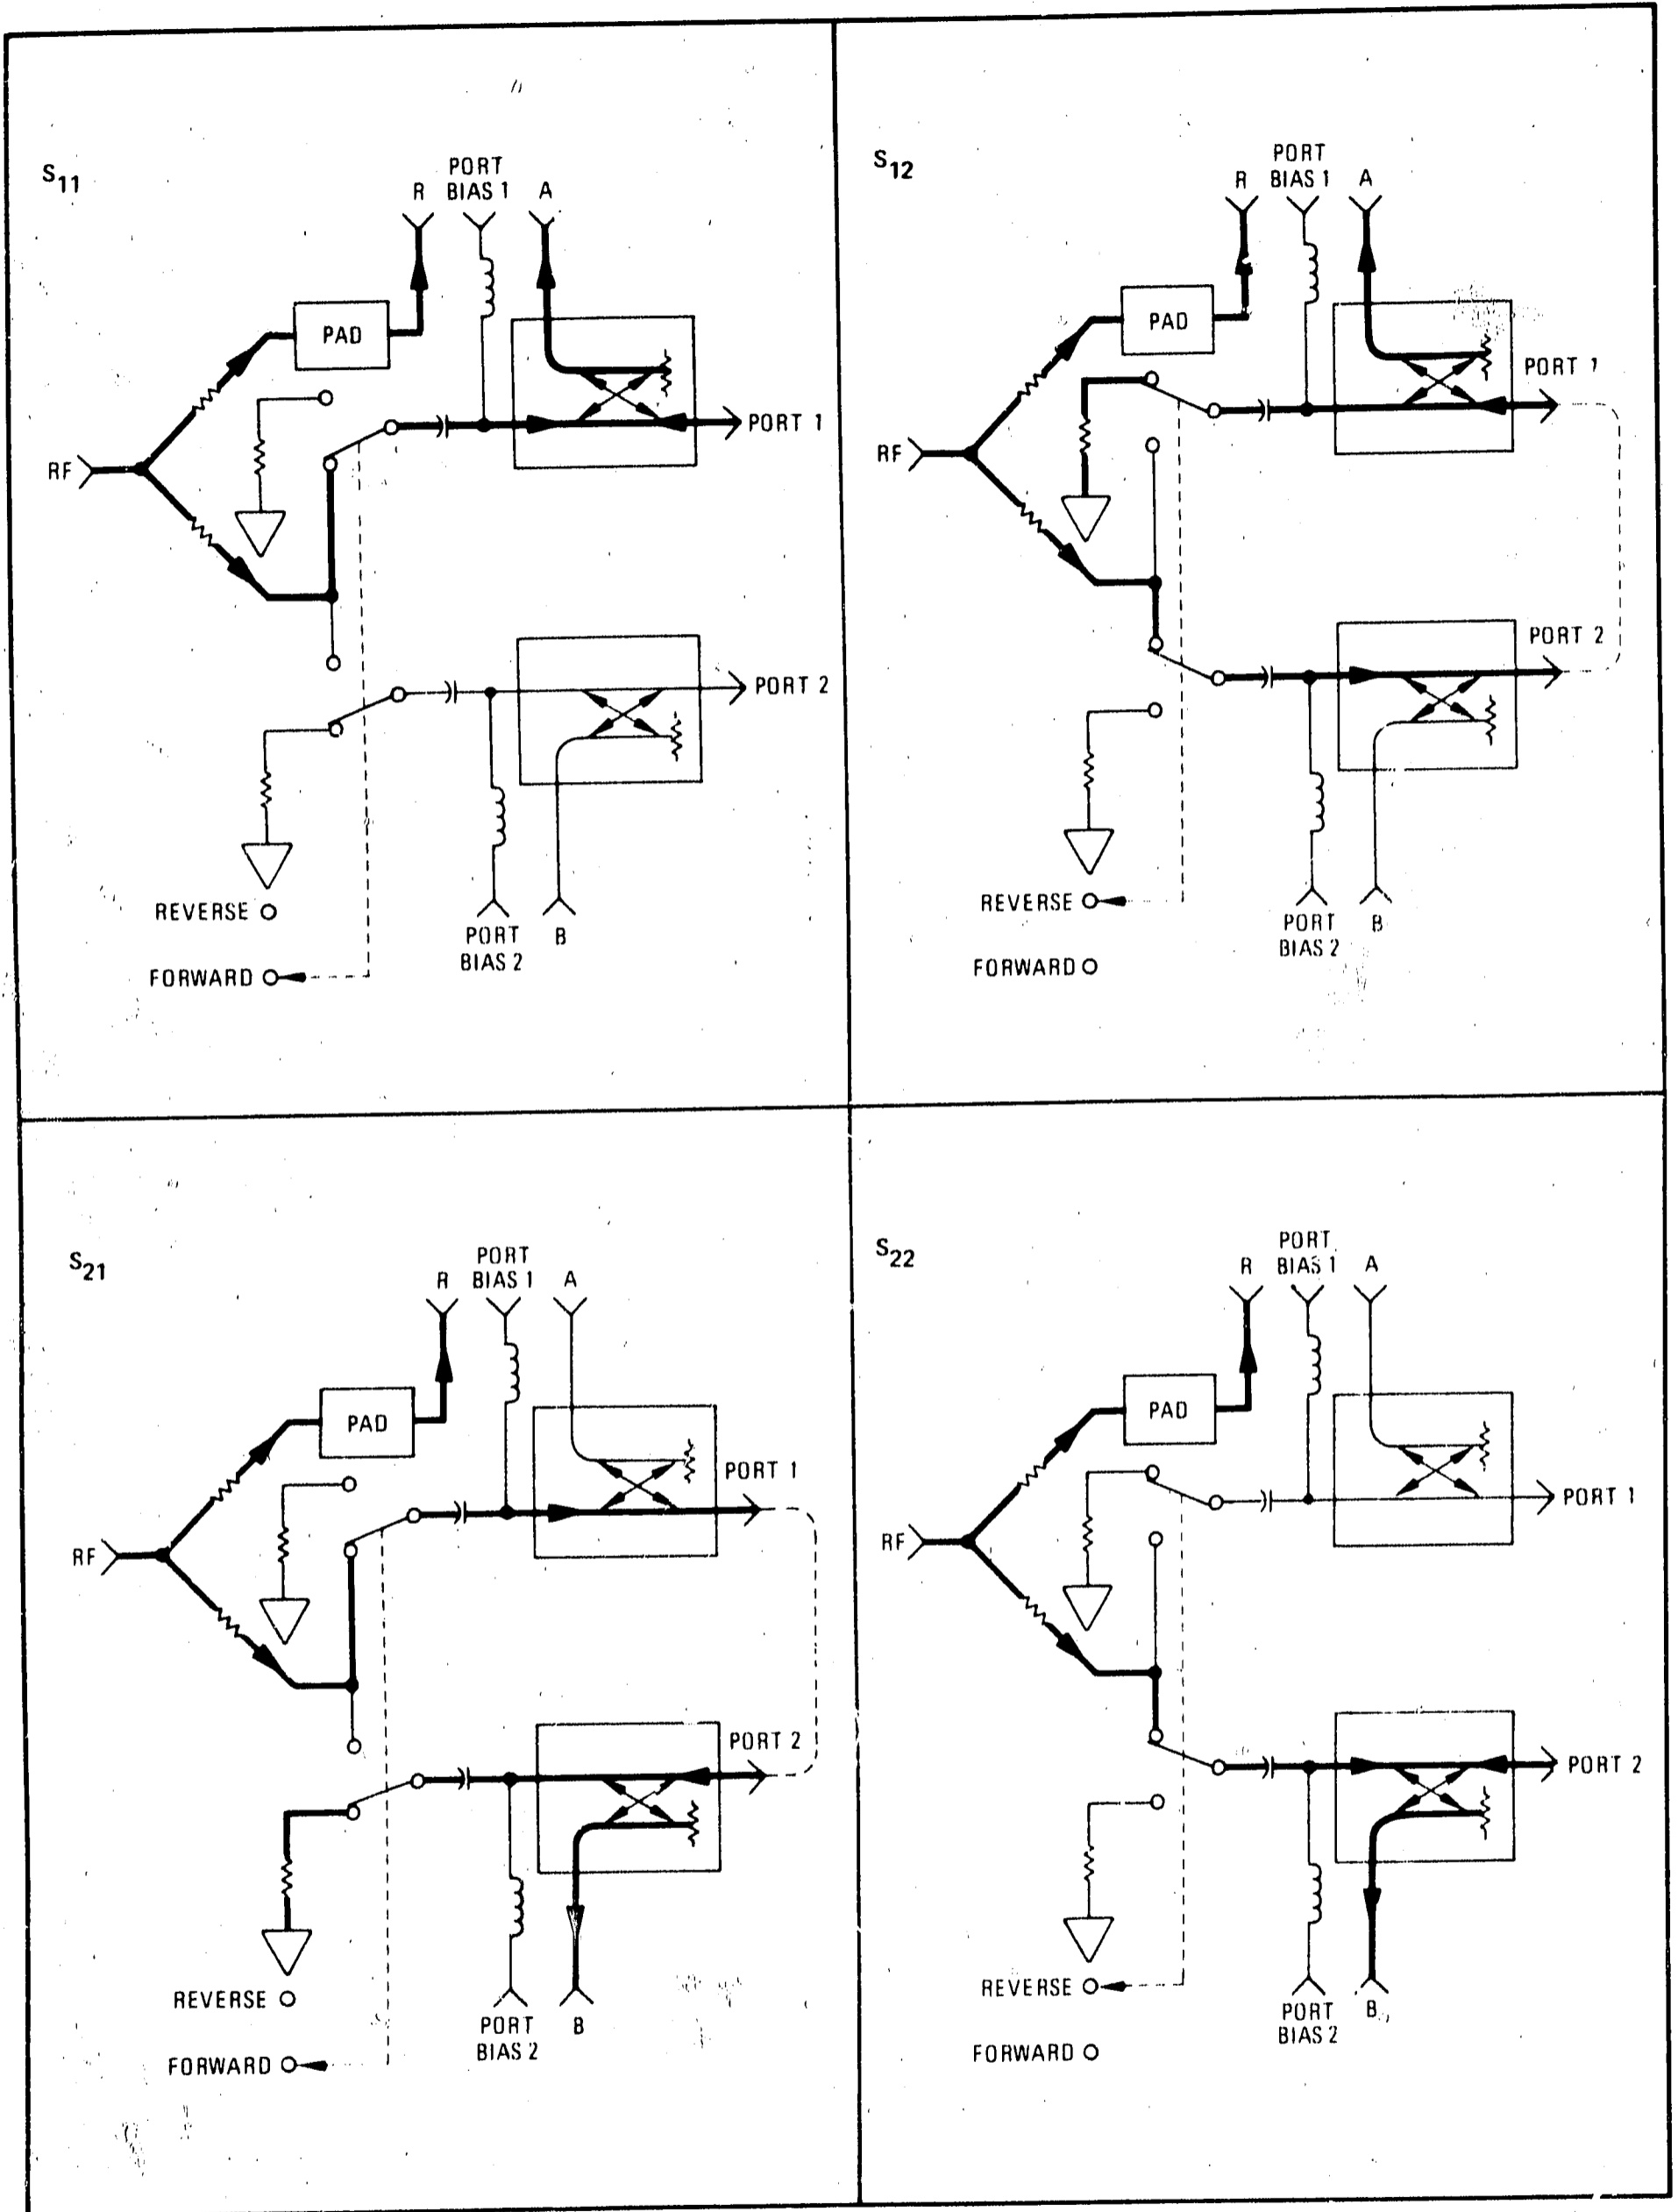 S11
PORT
BIAS 1
R
A
PAD
RF
PORT 1
PORT 2
REVERSE
FORWARD
PORT
BIAS 2
B
S12
PORT
BIAS 1
R
A
PAD
RF
PORT 1
PORT 2
REVERSE
FORWARD
PORT
BIAS 2
B
S21
PORT
BIAS 1
R
A
PAD
RF
PORT 1
PORT 2
REVERSE
FORWARD
PORT
BIAS 2
B
S22
PORT
BIAS 1
R
A
PAD
RF
PORT 1
PORT 2
REVERSE
FORWARD
PORT
BIAS 2
B